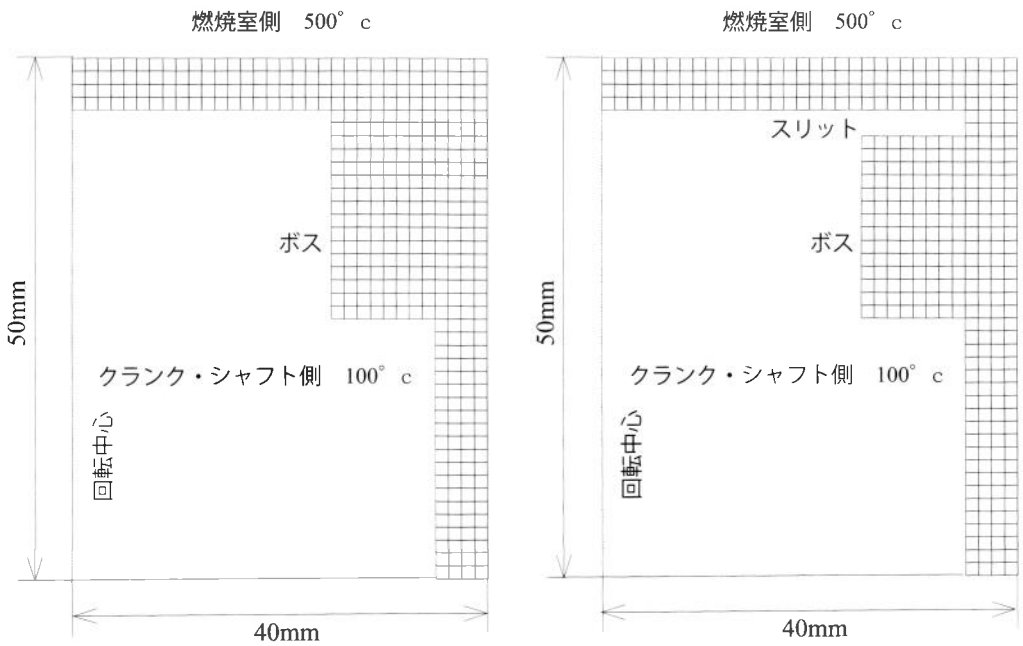 燃焼室側 500°c
ボス
クランク・シャフト側 100°c
回転中心
50mm
40mm
燃焼室側 500°c
スリット
ボス
クランク・シャフト側 100°c
回転中心
50mm
40mm